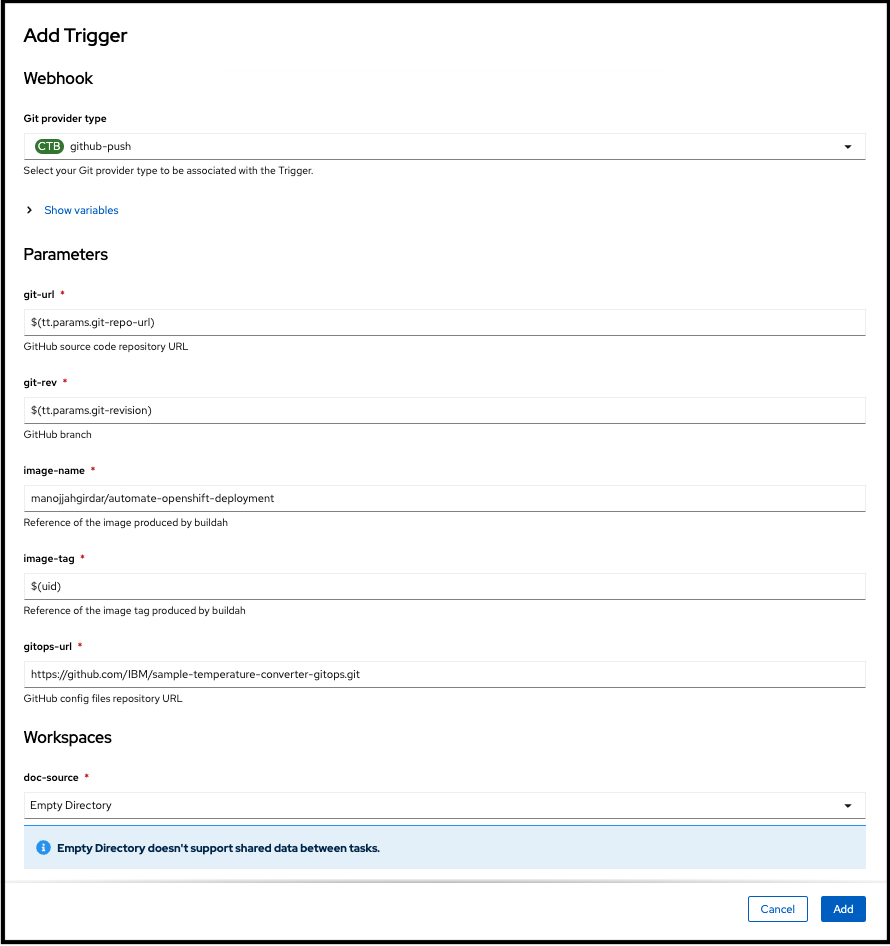 Add Trigger
Webhook
Git provider type
CTB github-push
Select your Git provider type to be associated with the Trigger.
Show variables
Parameters
git-url *
$(tt.params.git-repo-url)
GitHub source code repository URL
git-rev *
$(tt.params.git-revision)
GitHub branch
image-name *
manojjahgirdar/automate-openshift-deployment
Reference of the image produced by buildah
image-tag *
$(uid)
Reference of the image tag produced by buildah
gitops-url *
https://github.com/IBM/sample-temperature-converter-gitops.git
GitHub config files repository URL
Workspaces
doc-source *
Empty Directory
Empty Directory doesn't support shared data between tasks.
Cancel Add